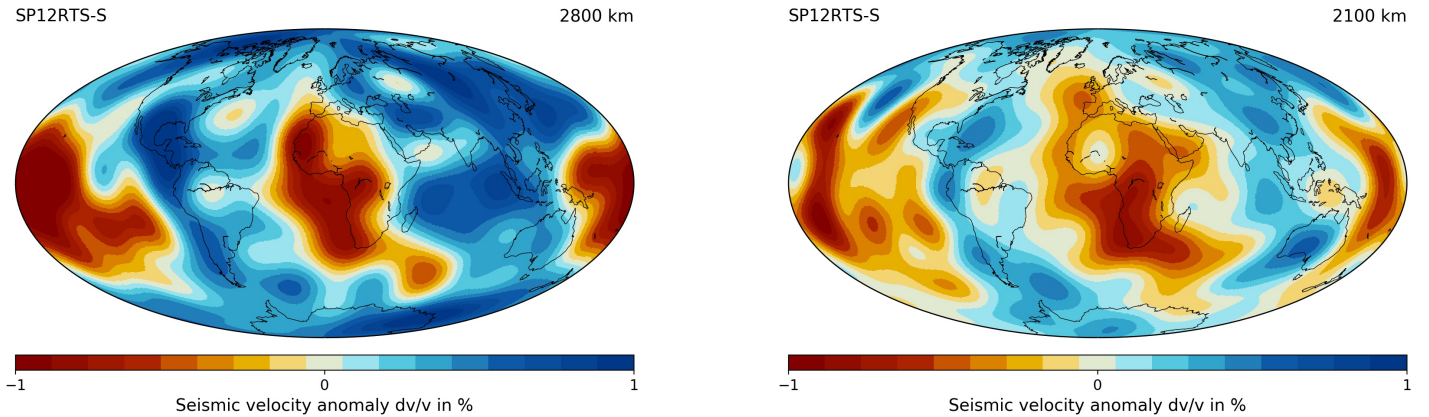 SP12RTS-S 2800 km
−1 0 1
Seismic velocity anomaly dv/v in %
SP12RTS-S 2100 km
−1 0 1
Seismic velocity anomaly dv/v in %